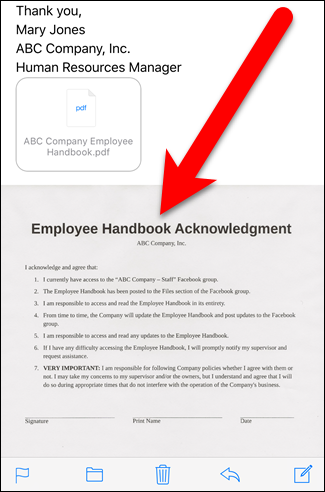 Thank you,
Mary Jones
ABC Company, Inc.
Human Resources Manager
pdf
ABC Company Employee
Handbook.pdf
Employee Handbook Acknowledgment
ABC Company, Inc.
I acknowledge and agree that:
1. I currently have access to the “ABC Company – Staff” Facebook group.
2. The Employee Handbook has been posted to the Files section of the Facebook group.
3. I am responsible to access and read the Employee Handbook in its entirety.
4. From time to time, the Company will update the Employee Handbook and post updates to the Facebook
group.
5. I am responsible to access and read any updates to the Employee Handbook.
6. If I have any difficulty accessing the Employee Handbook, I will promptly notify my supervisor and
request assistance.
7. VERY IMPORTANT: I am responsible for following Company policies whether I agree with them or
not. I may take my concerns to my supervisor and/or the owners, but I understand and agree that I will
do so during appropriate times that do not interfere with the operation of the Company's business.
Signature Print Name Date